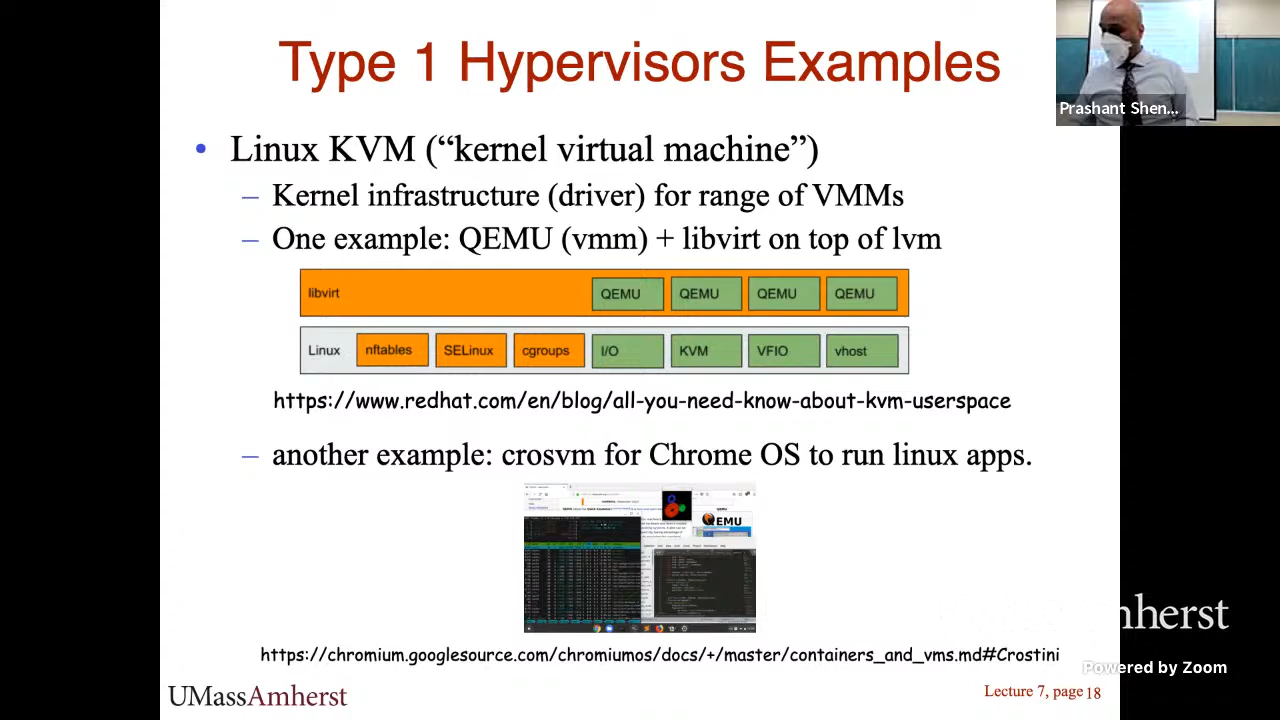 Type 1 Hypervisors Examples
Prashant Shen...
• Linux KVM (“kernel virtual machine”)
– Kernel infrastructure (driver) for range of VMMs
– One example: QEMU (vmm) + libvirt on top of lvm
libvirt QEMU QEMU QEMU QEMU
Linux nftables SELinux cgroups I/O KVM VFIO vhost
https://www.redhat.com/en/blog/all-you-need-know-about-kvm-userspace
– another example: crosvm for Chrome OS to run linux apps.
QEMU
https://chromium.googlesource.com/chromiumos/docs/+/master/containers_and_vms.md#Crostini
mherst
Powered by Zoom
UMassAmherst
Lecture 7, page 18